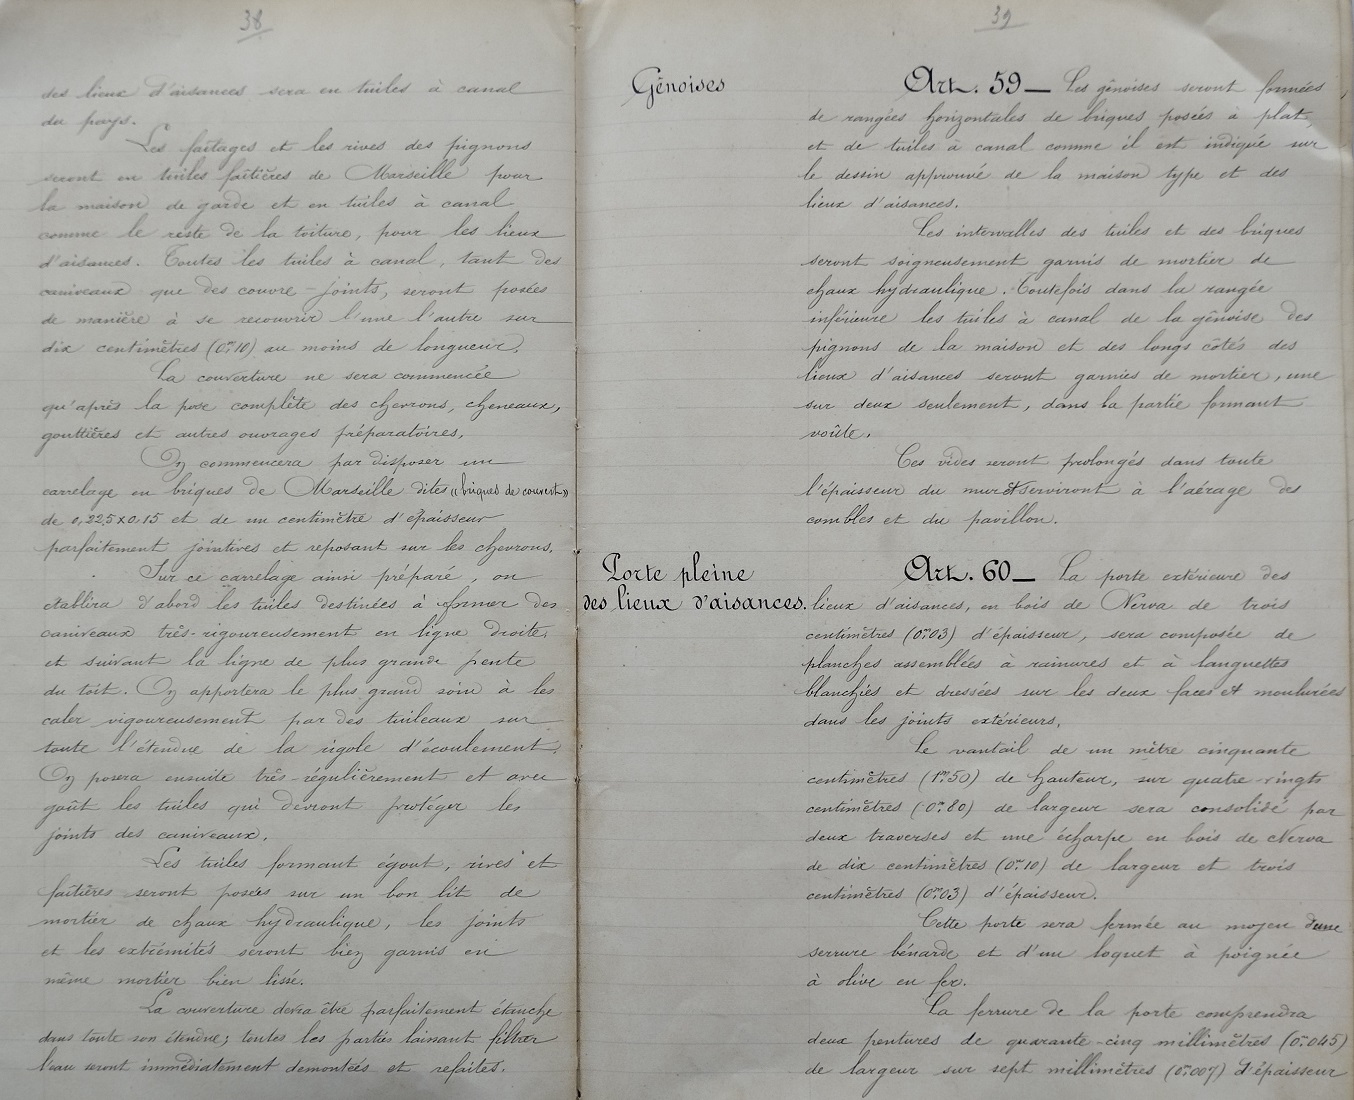 38
des lieux d'aisances sera en tuiles à canal
du pays.
Les faîtages et les rives des pignons
seront en tuiles faîtières de Marseille pour
la maison de garde et en tuiles à canal
comme le reste de la toiture, pour les lieux
d'aisances. Toutes les tuiles à canal, tant des
caniveaux que des couvre-joints, seront posées
de manière à se recouvrir l'une l'autre sur
dix centimètres (0m,10) au moins de longueur.
La couverture ne sera commencée
qu'après la pose complète des chevrons, cheneaux,
gouttières et autres ouvrages préparatoires.
On commencera par disposer un
carrelage en briques de Marseille dites "briques de couvert"
de 0,225x0.15 et de un centimètre d'épaisseur
parfaitement jointives et reposant sur les chevrons.
Sur ce carrelage ainsi préparé, on
établira d'abord les tuiles destinées à former des
caniveaux très-rigoureusement en ligne droite,
et suivant la ligne de plus grande pente
du toit. On apportera le plus grand soin à les
caler vigoureusement par des tuileaux sur
toute l'étendue de la rigole d'écoulement.
On posera ensuite très-régulièrement et avec
goût les tuiles qui devront protéger les
joints des caniveaux.
Les tuiles formant égout, rives et
faîtières seront posées sur un bon lit de
mortier de chaux hydraulique, les joints
et les extrémités seront bien garnis en
même mortier bien lissé.
La couverture devra être parfaitement étanche
dans toute son étendue; toutes les parties laissant filtrer
l'eau seront immédiatement démontées et refaites.
39
Génoises
Art. 59 — Les génoises seront formées
de rangées horizontales de briques posées à plat,
et de tuiles à canal comme il est indiqué sur
le dessin approuvé de la maison type et des
lieux d'aisances.
Les intervalles des tuiles et des briques
seront soigneusement garnis de mortier de
chaux hydraulique. Toutefois dans la rangée
inférieure les tuiles à canal de la génoise des
pignons de la maison et des longs côtés des
lieux d'aisances seront garnies de mortier, une
sur deux seulement, dans la partie formant
voûte.
Ces vides seront prolongés dans toute
l'épaisseur du mur et serviront à l'aérage des
combles et du pavillon.
Porte pleine
des lieux d'aisances.
Art. 60 — La porte extérieure des
lieux d'aisances, en bois de Nerva de trois
centimètres (0m,03) d'épaisseur, sera composée de
planches assemblées à rainures et à languettes
blanchies et dressées sur les deux faces et moulurées
dans les joints extérieurs.
Le vantail de un mètre cinquante
centimètres (1m,50) de hauteur, sur quatre-vingts
centimètres (0m,80) de largeur sera consolidé par
deux traverses et une écharpe en bois de Nerva
de dix centimètres (0m,10) de largeur et trois
centimètres (0m,03) d'épaisseur.
Cette porte sera fermée au moyen d'une
serrure bénarde et d'un loquet à poignée
à olive en fer.
La ferrure de la porte comprendra
deux pentures de quarante-cinq millimètres (0m,045)
de largeur sur sept millimètres (0m,007) d'épaisseur